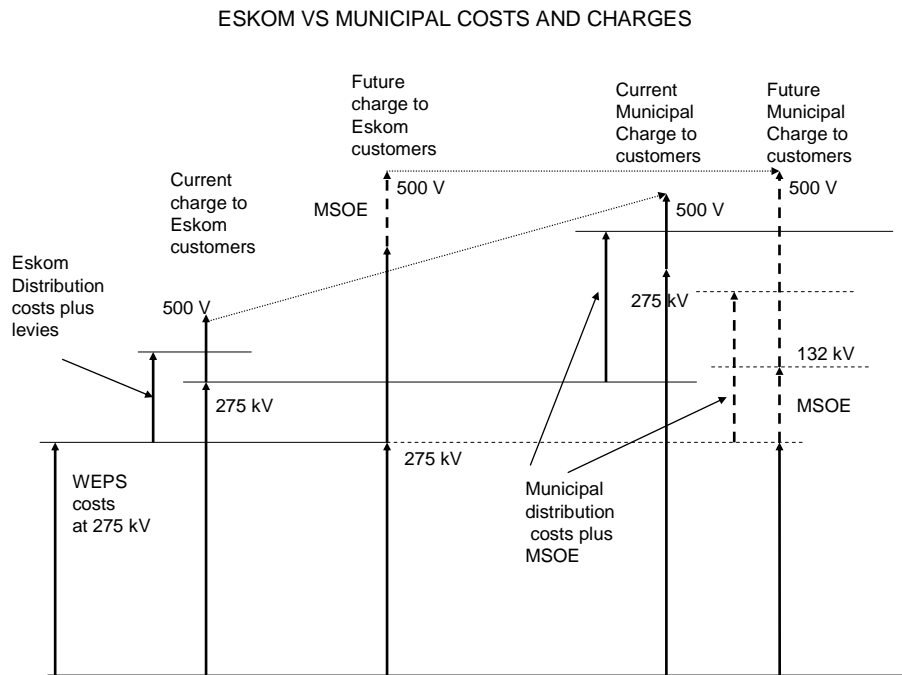 ESKOM VS MUNICIPAL COSTS AND CHARGES
Future
charge to
Eskom
customers
Current
Municipal
Charge to
customers
Future
Municipal
Charge to
customers
Current
charge to
Eskom
customers
500 V
MSOE
500 V
500 V
Eskom
Distribution
costs plus
levies
500 V
275 kV
132 kV
275 kV
MSOE
275 kV
WEPS
costs
at 275 kV
Municipal
distribution
costs plus
MSOE